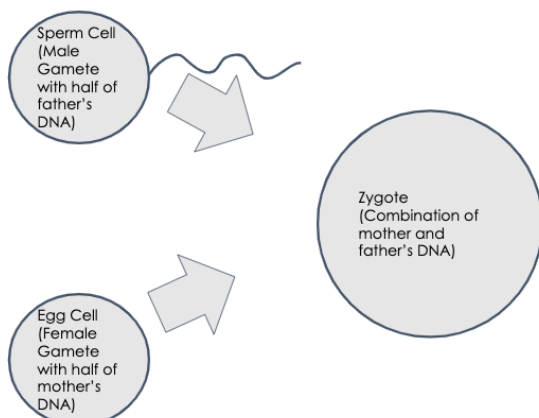 Sperm Cell
(Male
Gamete
with half of
father's
DNA)
Zygote
(Combination of
mother and
father's DNA)
Egg Cell
(Female
Gamete
with half of
mother's
DNA)